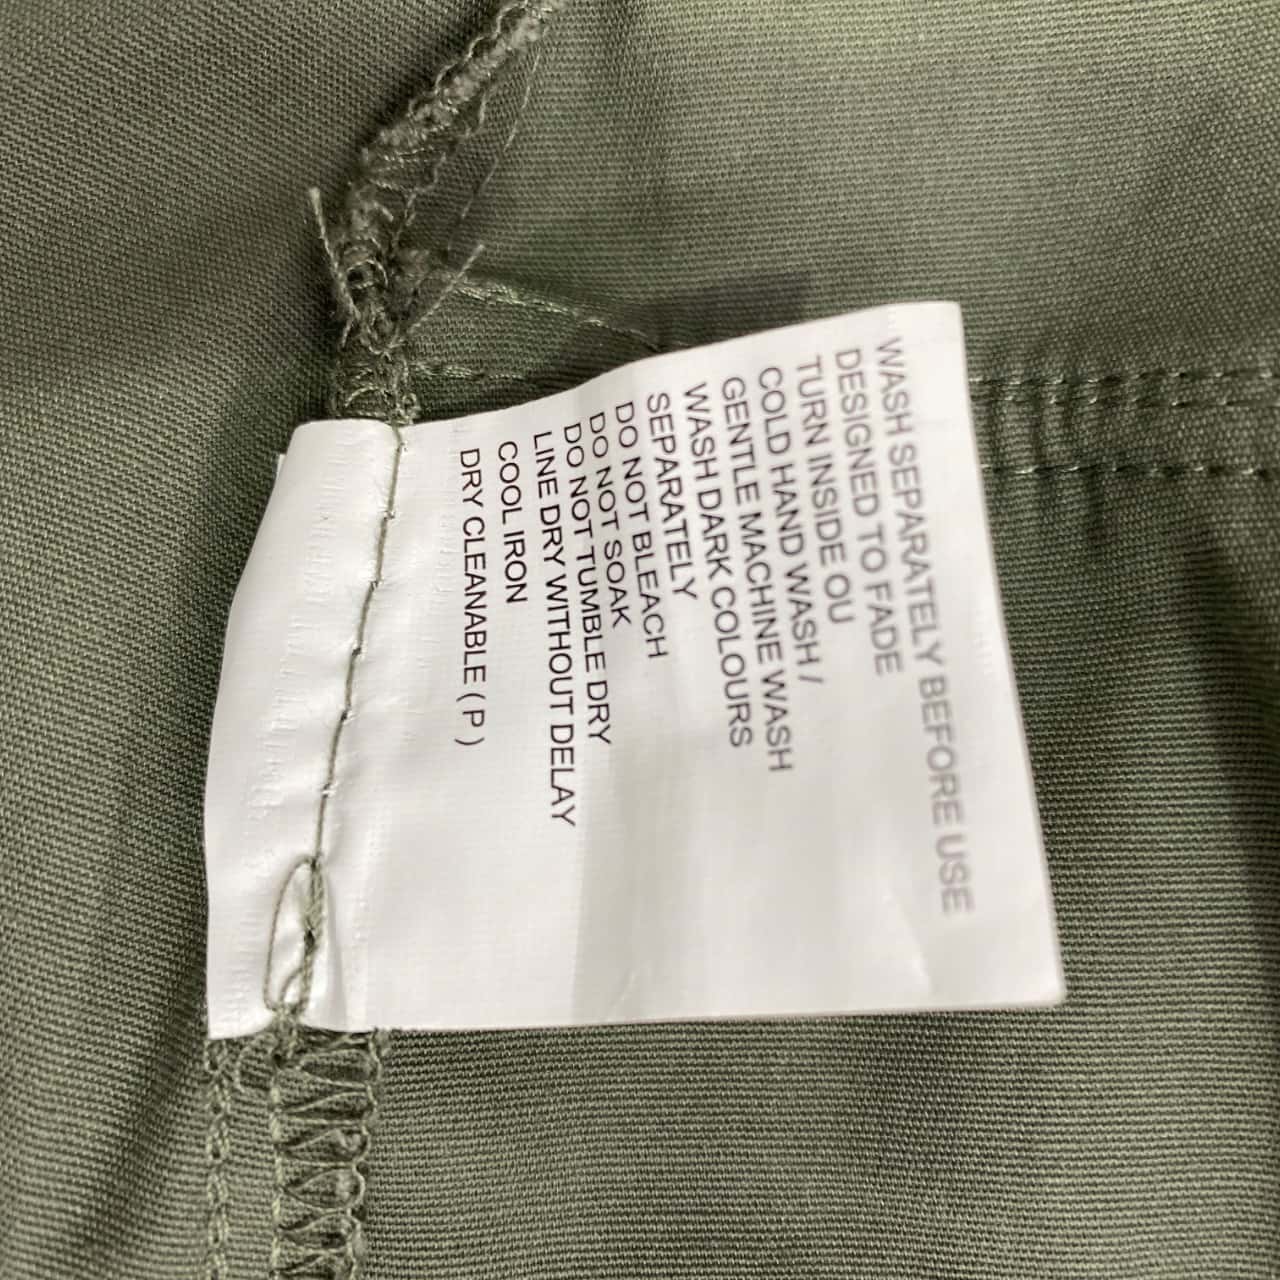 WASH SEPARATELY BEFORE USE
DESIGNED TO FADE
TURN INSIDE OU
COLD HAND WASH /
GENTLE MACHINE WASH
WASH DARK COLOURS
SEPARATELY
DO NOT BLEACH
DO NOT SOAK
DO NOT TUMBLE DRY
LINE DRY WITHOUT DELAY
COOL IRON
DRY CLEANABLE ( P )